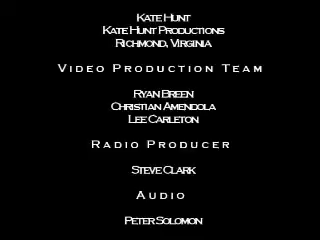 Kate Hunt
Kate Hunt Productions
Richmond, Virginia
Video Production Team
Ryan Breen
Christian Amendola
Lee Carleton
Radio Producer
Steve Clark
Audio
Peter Solomon